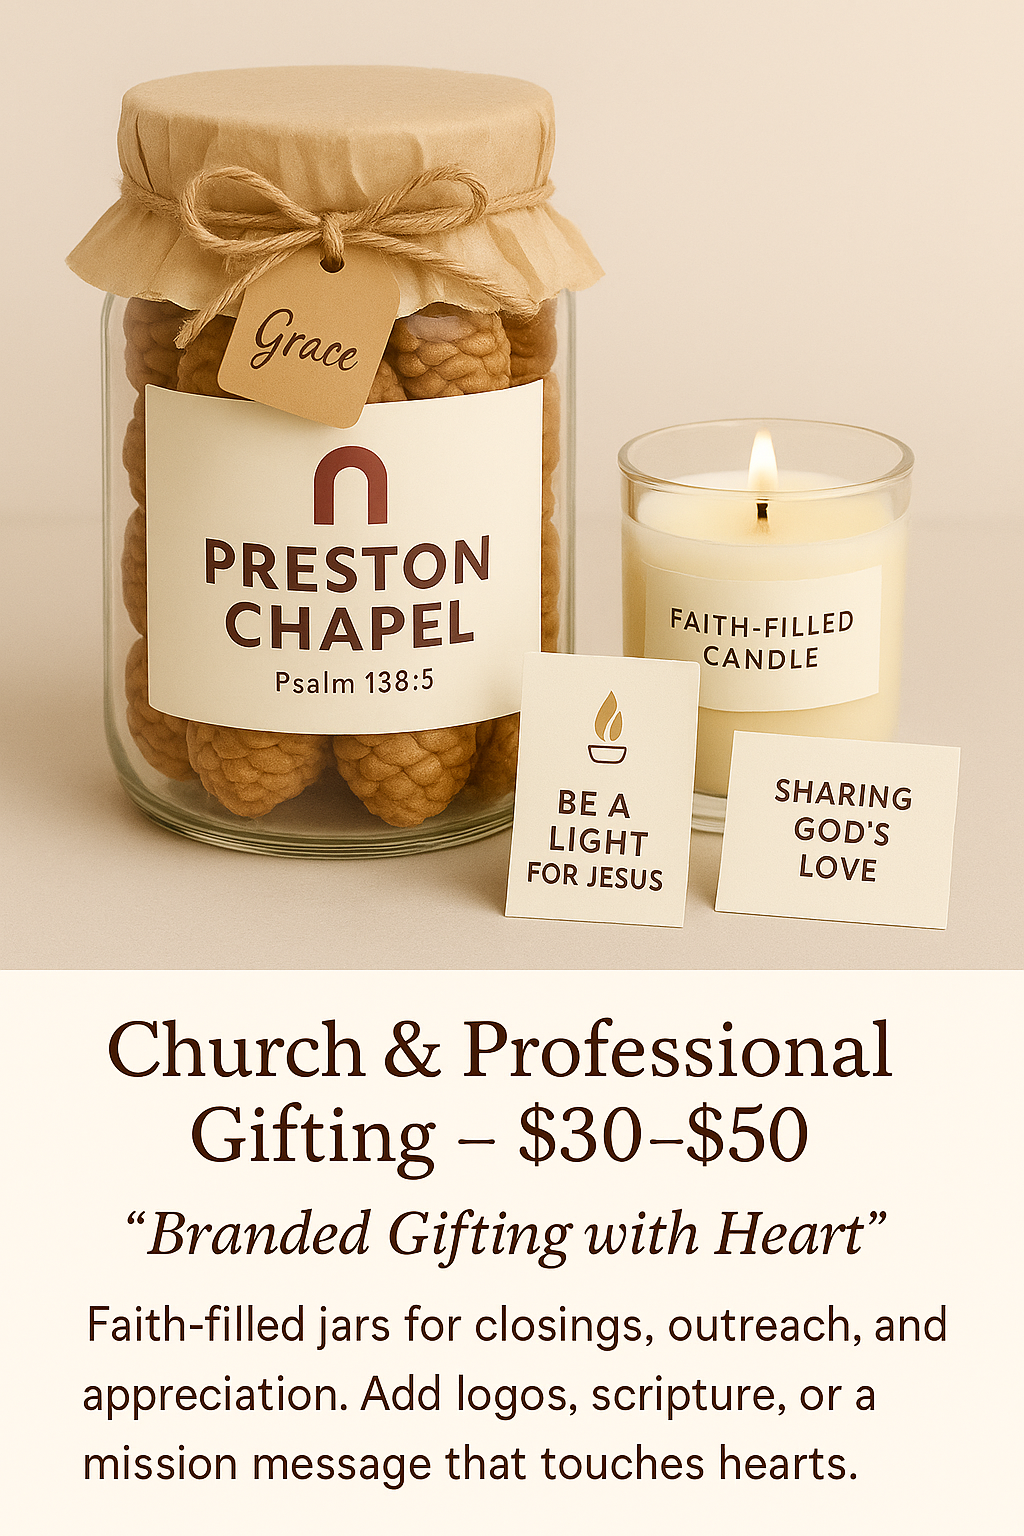 Grace
PRESTON
CHAPEL
Psalm 138:5
FAITH-FILLED
CANDLE
BE A
LIGHT
FOR JESUS
SHARING
GOD'S
LOVE
Church & Professional
Gifting – $30–$50
“Branded Gifting with Heart”
Faith-filled jars for closings, outreach, and
appreciation. Add logos, scripture, or a
mission message that touches hearts.